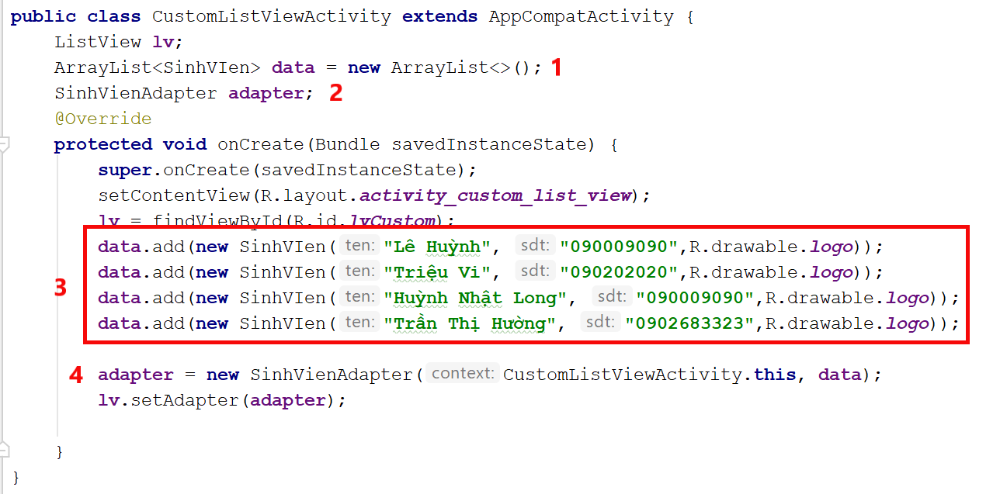 public class CustomListViewActivity extends AppCompatActivity {
ListView lv;
ArrayList<SinhVIen> data = new ArrayList<>(); 1
SinhVienAdapter adapter; 2
@Override
protected void onCreate(Bundle savedInstanceState) {
super.onCreate(savedInstanceState);
setContentView(R.layout.activity_custom_list_view);
lv = findViewById(R.id.lvCustom);
data.add(new SinhVIen( ten: "Lê Huỳnh", sdt: "090009090",R.drawable.logo));
data.add(new SinhVIen( ten: "Triệu Vi", sdt: "090202020",R.drawable.logo));
3
data.add(new SinhVIen( ten: "Huỳnh Nhật Long", sdt: "090009090",R.drawable.logo));
data.add(new SinhVIen( ten: "Trần Thị Hường", sdt: "0902683323",R.drawable.logo));
4 adapter = new SinhVienAdapter( context: CustomListViewActivity.this, data);
lv.setAdapter(adapter);
}
}